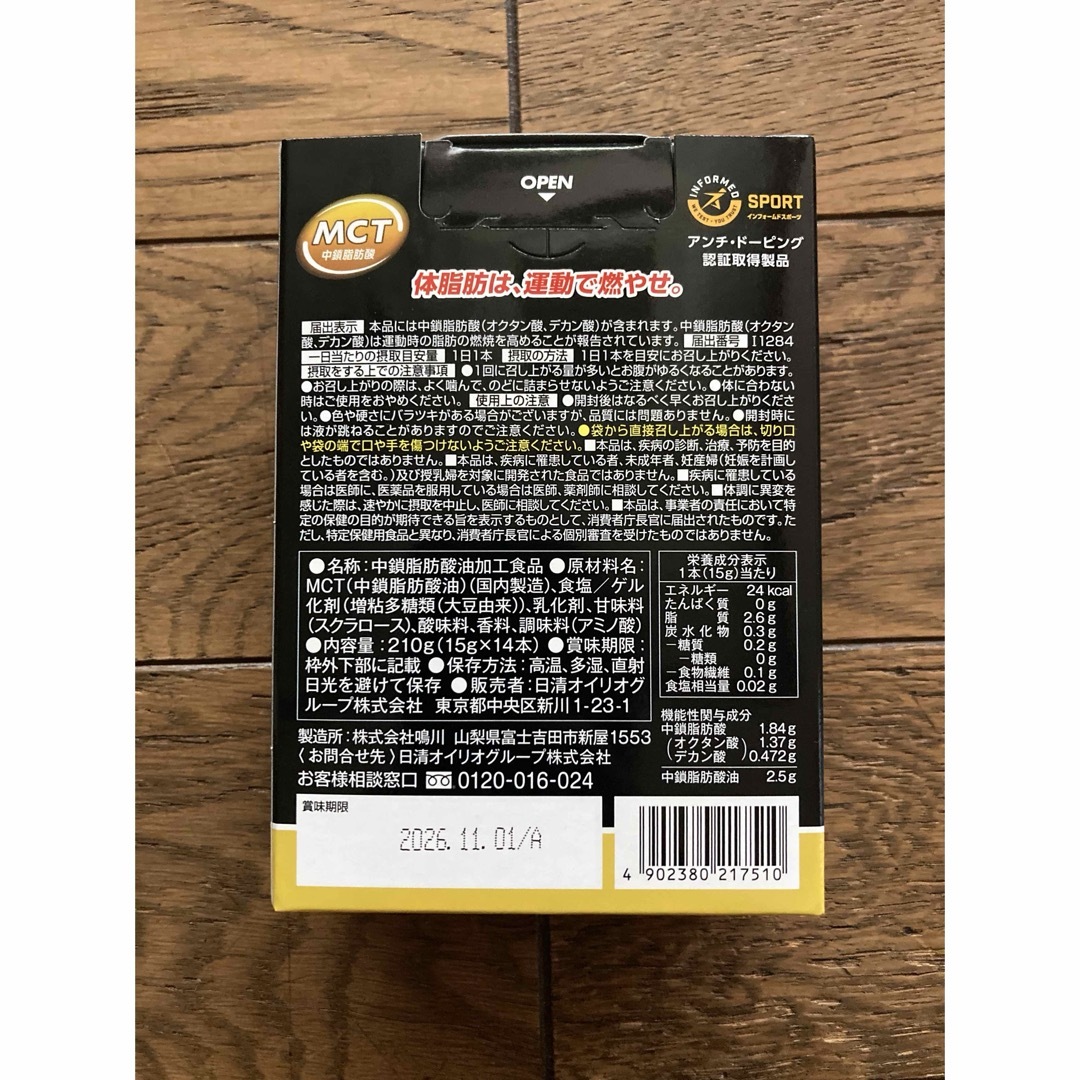 OPEN
INFORMED
WE TEST · YOU TRUST
SPORT
インフォームドスポーツ
アンチ・ドーピング
認証取得製品
MCT
中鎖脂肪酸
体脂肪は、運動で燃やせ。
届出表示 本品には中鎖脂肪酸(オクタン酸、デカン酸)が含まれます。中鎖脂肪酸(オクタン
酸、デカン酸)は運動時の脂肪の燃焼を高めることが報告されています。 届出番号 I1284
一日当たりの摂取目安量 1日1本 摂取の方法 1日1本を目安にお召し上がりください。
摂取をする上での注意事項 ●1回に召し上がる量が多いとお腹がゆるくなることがあります。
●お召し上がりの際は、よく噛んで、のどに詰まらせないようご注意ください。●体に合わない
時はご使用をおやめください。 使用上の注意 ●開封後はなるべく早くお召し上がりくださ
い。●色や硬さにバラツキがある場合がございますが、品質には問題ありません。●開封時に
は液が跳ねることがありますのでご注意ください。●袋から直接召し上がる場合は、切り口
や袋の端で口や手を傷つけないようご注意ください。■本品は、疾病の診断、治療、予防を目的
としたものではありません。■本品は、疾病に罹患している者、未成年者、妊産婦(妊娠を計画し
ている者を含む。)及び授乳婦を対象に開発された食品ではありません。■疾病に罹患している
場合は医師に、医薬品を服用している場合は医師、薬剤師に相談してください。■体調に異変を
感じた際は、速やかに摂取を中止し、医師に相談してください。■本品は、事業者の責任において特
定の保健の目的が期待できる旨を表示するものとして、消費者庁長官に届出されたものです。た
だし、特定保健用食品と異なり、消費者庁長官による個別審査を受けたものではありません。
●名称:中鎖脂肪酸油加工食品 ●原材料名:
MCT(中鎖脂肪酸油)(国内製造)、食塩/ゲル
化剤(増粘多糖類(大豆由来))、乳化剤、甘味料
(スクラロース)、酸味料、香料、調味料(アミノ酸)
●内容量:210g(15g×14本) ●賞味期限:
枠外下部に記載 ●保存方法:高温、多湿、直射
日光を避けて保存 ●販売者:日清オイリオグ
ループ株式会社 東京都中央区新川1-23-1
栄養成分表示
1本(15g)当たり
エネルギー 24kcal
たんぱく質 0g
脂質 2.6g
炭水化物 0.3g
-糖質 0.2g
-糖類 0g
-食物繊維 0.1g
食塩相当量 0.02g
機能性関与成分
中鎖脂肪酸 1.84g
(オクタン酸 1.37g
デカン酸) 0.472g
中鎖脂肪酸油 2.5g
製造所:株式会社鳴川 山梨県富士吉田市新屋1553
〈お問合せ先〉日清オイリオグループ株式会社
お客様相談窓口 0120-016-024
賞味期限
2026.11.01/A
4 902380 217510